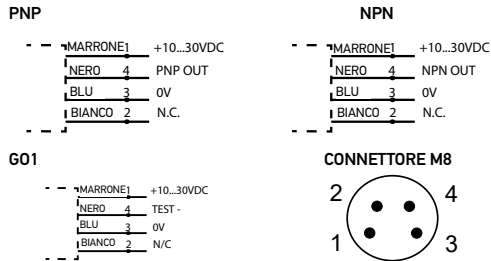 PNP
MARRONE 1 +10...30VDC
NERO 4 PNP OUT
BLU 3 0V
BIANCO 2 N.C.
NPN
MARRONE 1 +10...30VDC
NERO 4 NPN OUT
BLU 3 0V
BIANCO 2 N.C.
G01
MARRONE 1 +10...30VDC
NERO 4 TEST -
BLU 3 0V
BIANCO 2 N/C
CONNETTORE M8
2 4
1 3